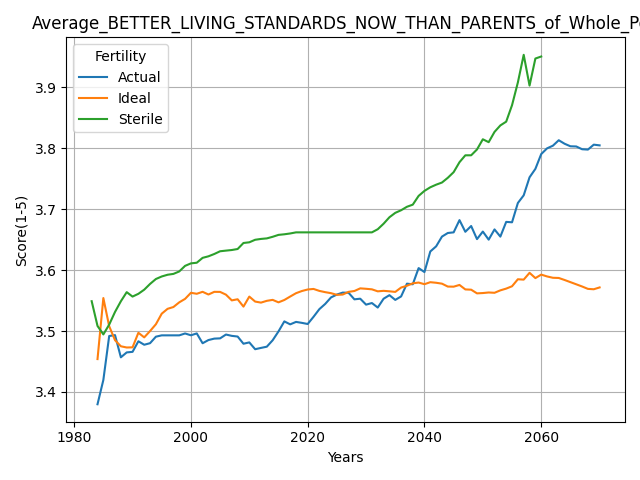 Average_BETTER_LIVING_STANDARDS_NOW_THAN_PARENTS_of_Whole_P
Fertility
Actual
Ideal
Sterile
Score(1-5)
3.9
3.8
3.7
3.6
3.5
3.4
1980 2000 2020 2040 2060
Years